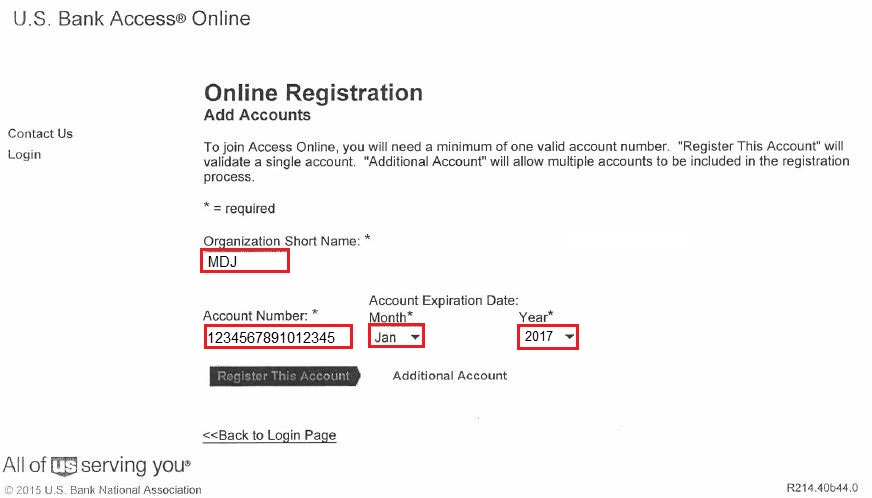 U.S. Bank Access® Online
Online Registration
Add Accounts
Contact Us
Login
To join Access Online, you will need a minimum of one valid account number. "Register This Account" will
validate a single account. "Additional Account" will allow multiple accounts to be included in the registration
process.
* = required
Organization Short Name: *
MDJ
Account Expiration Date:
Account Number: * Month* Year*
1234567891012345 Jan 2017
Register This Account Additional Account
<<Back to Login Page
All of us serving you®
© 2015 U.S. Bank National Association R214.40b44.0